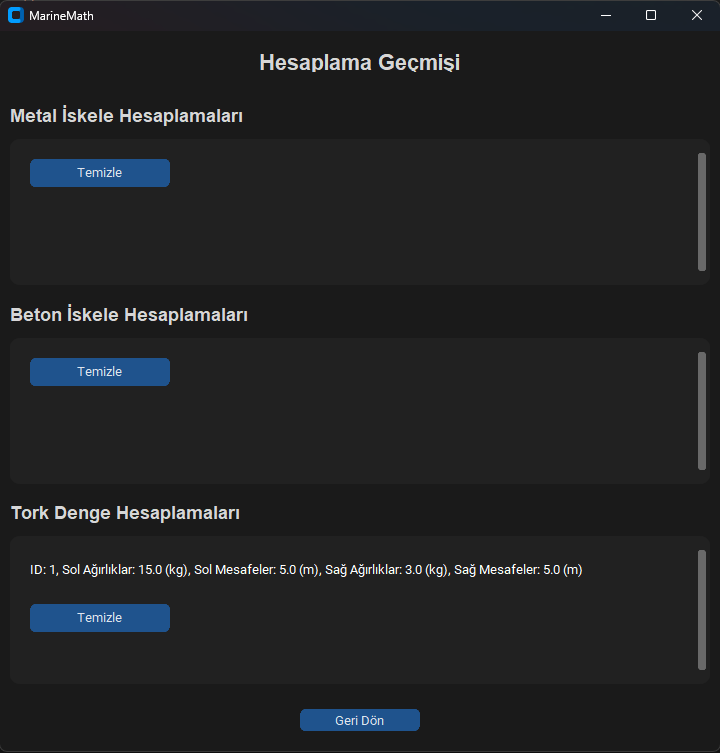 MarineMath
Hesaplama Geçmişi
Metal İskele Hesaplamaları
Temizle
Beton İskele Hesaplamaları
Temizle
Tork Denge Hesaplamaları
ID: 1, Sol Ağırlıklar: 15.0 (kg), Sol Mesafeler: 5.0 (m), Sağ Ağırlıklar: 3.0 (kg), Sağ Mesafeler: 5.0 (m)
Temizle
Geri Dön